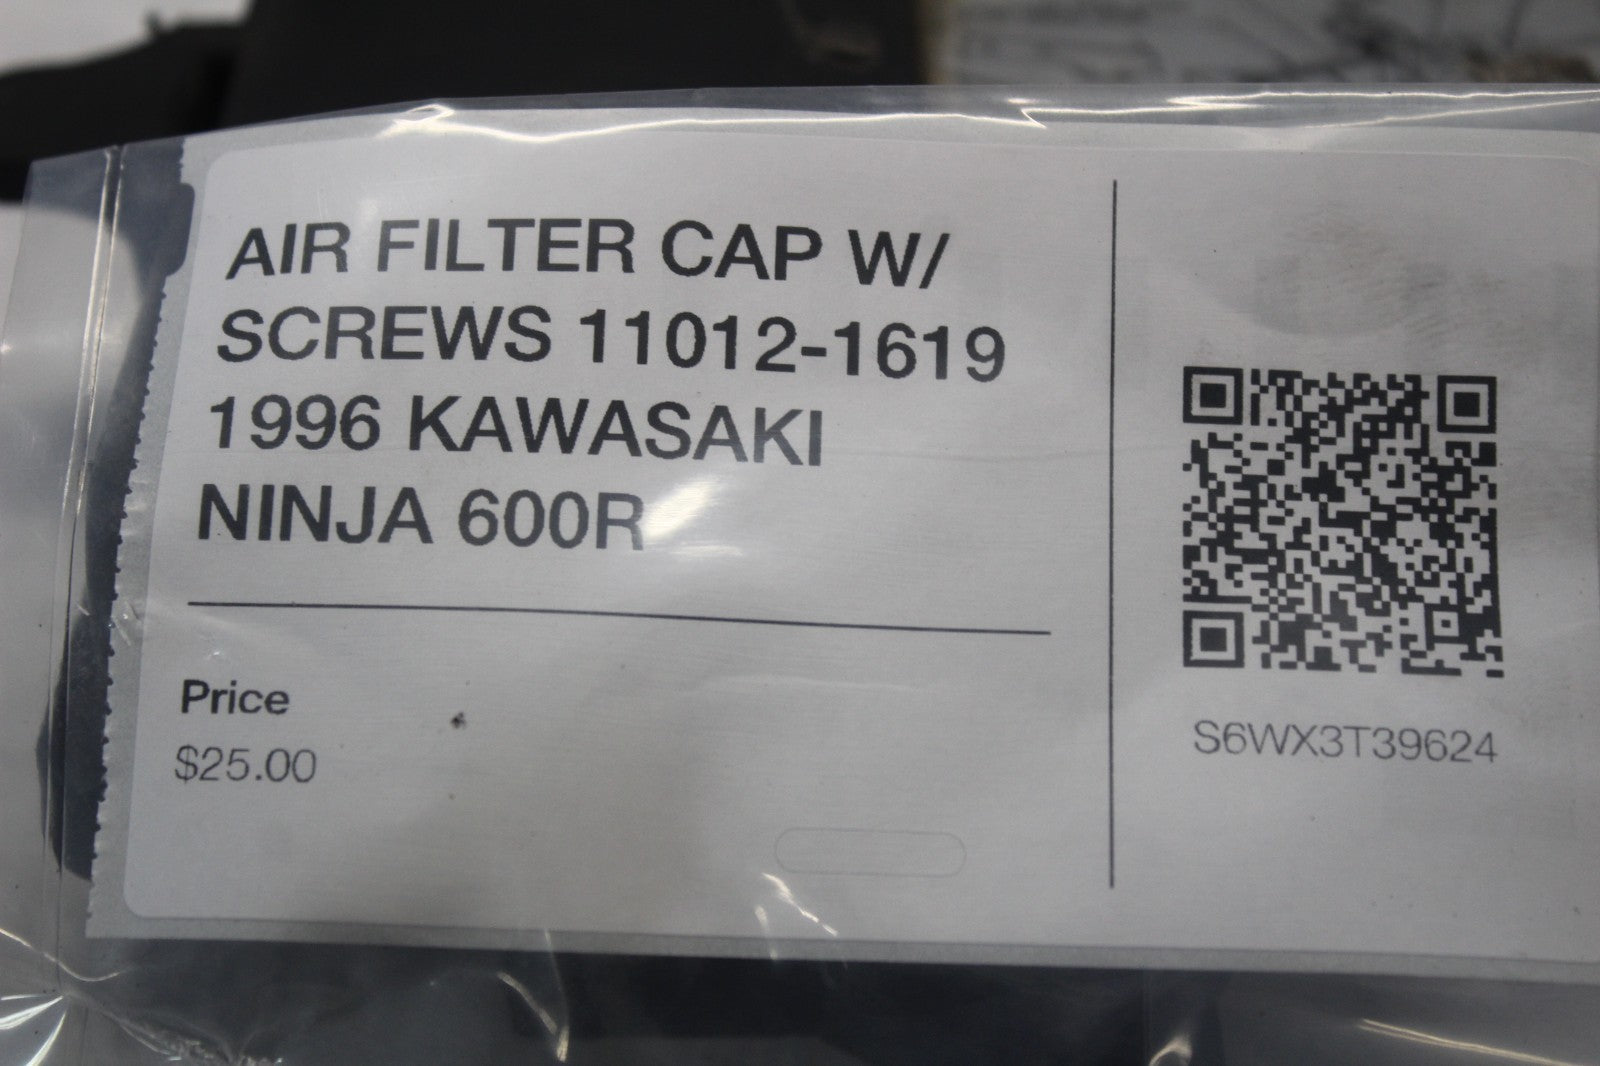 AIR FILTER CAP W/
SCREWS 11012-1619
1996 KAWASAKI
NINJA 600R
Price
$25.00
S6WX3T39624